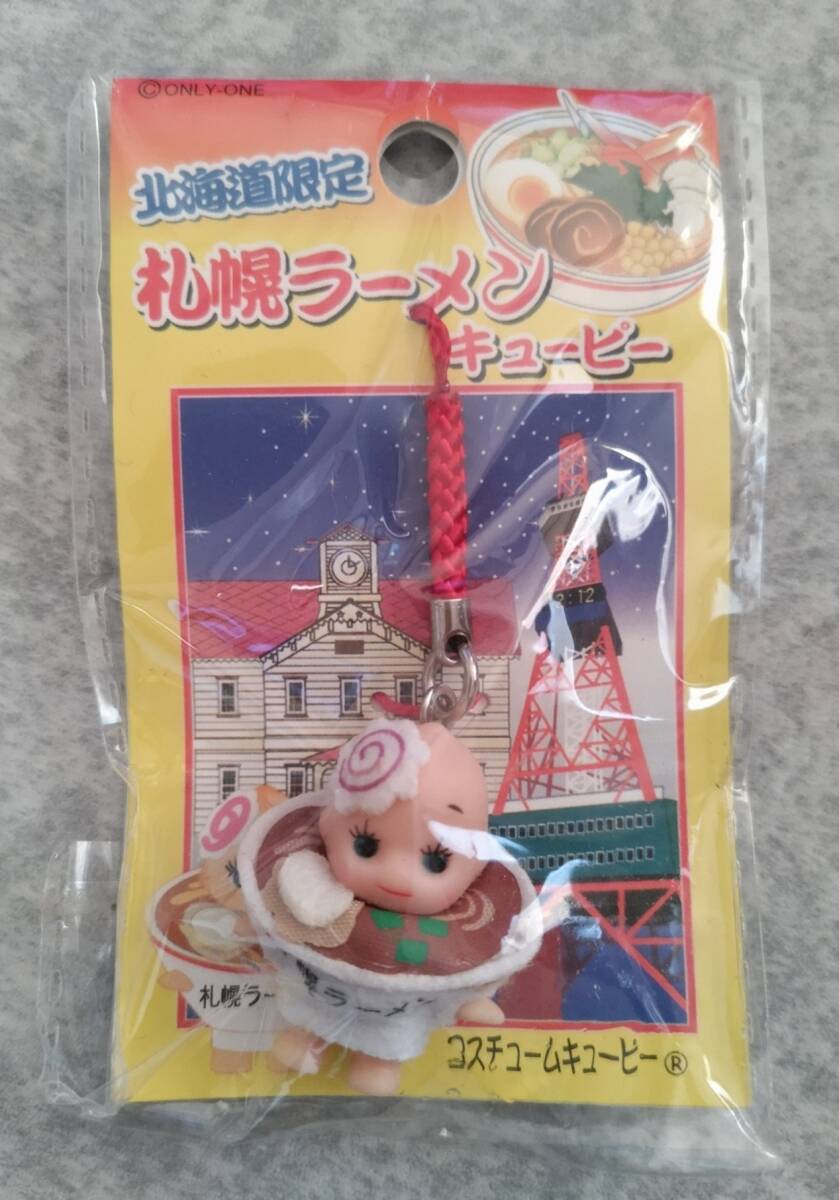 ©ONLY-ONE
北海道限定
札幌ラーメン
キューピー
2:12
札幌ラー
幌ラーメン
コスチュームキューピー®